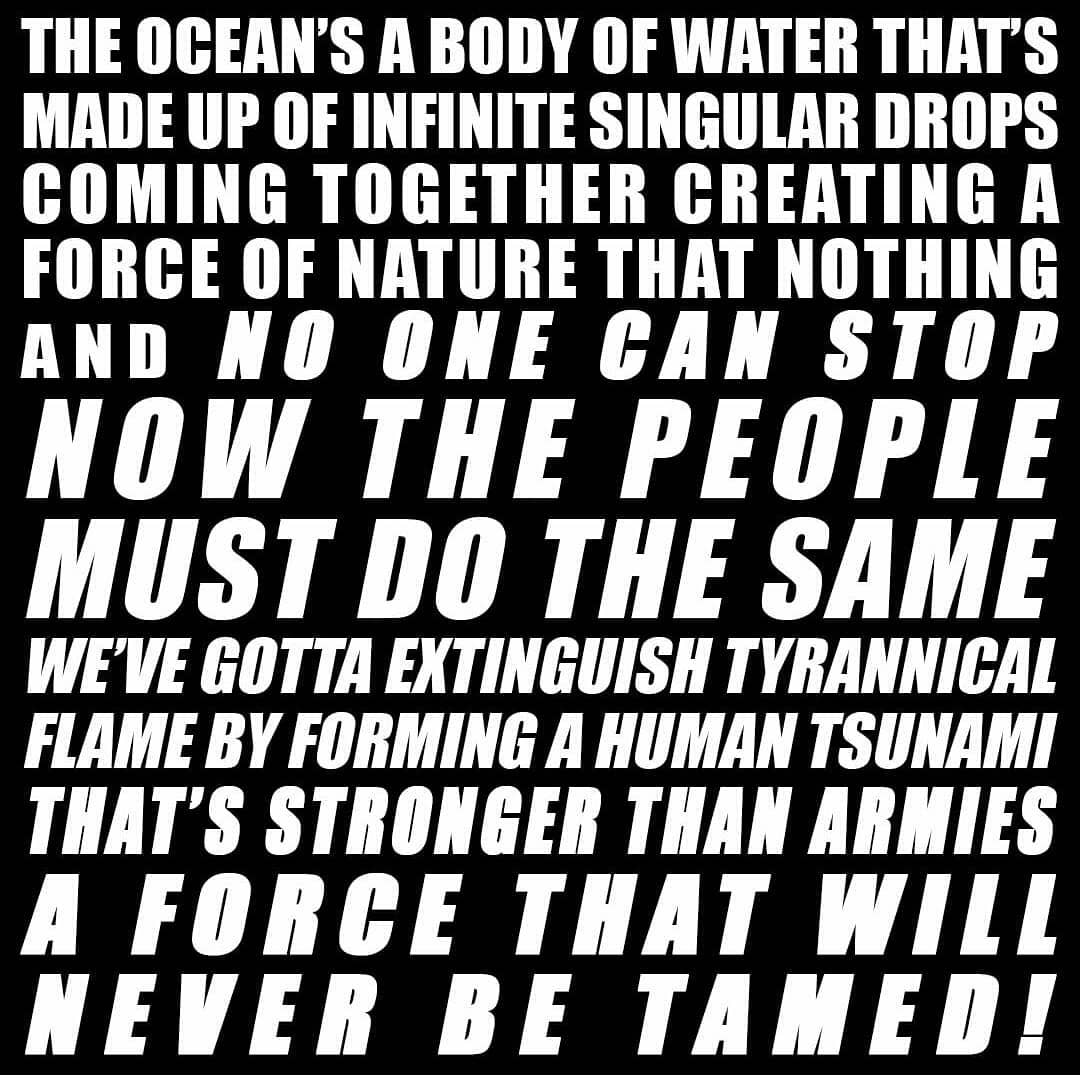 THE OCEAN'S A BODY OF WATER THAT'S
MADE UP OF INFINITE SINGULAR DROPS
COMING TOGETHER CREATING A
FORCE OF NATURE THAT NOTHING
AND NO ONE CAN STOP
NOW THE PEOPLE
MUST DO THE SAME
WE'VE GOTTA EXTINGUISH TYRANNICAL
FLAME BY FORMING A HUMAN TSUNAMI
THAT'S STRONGER THAN ARMIES
A FORCE THAT WILL
NEVER BE TAMED!